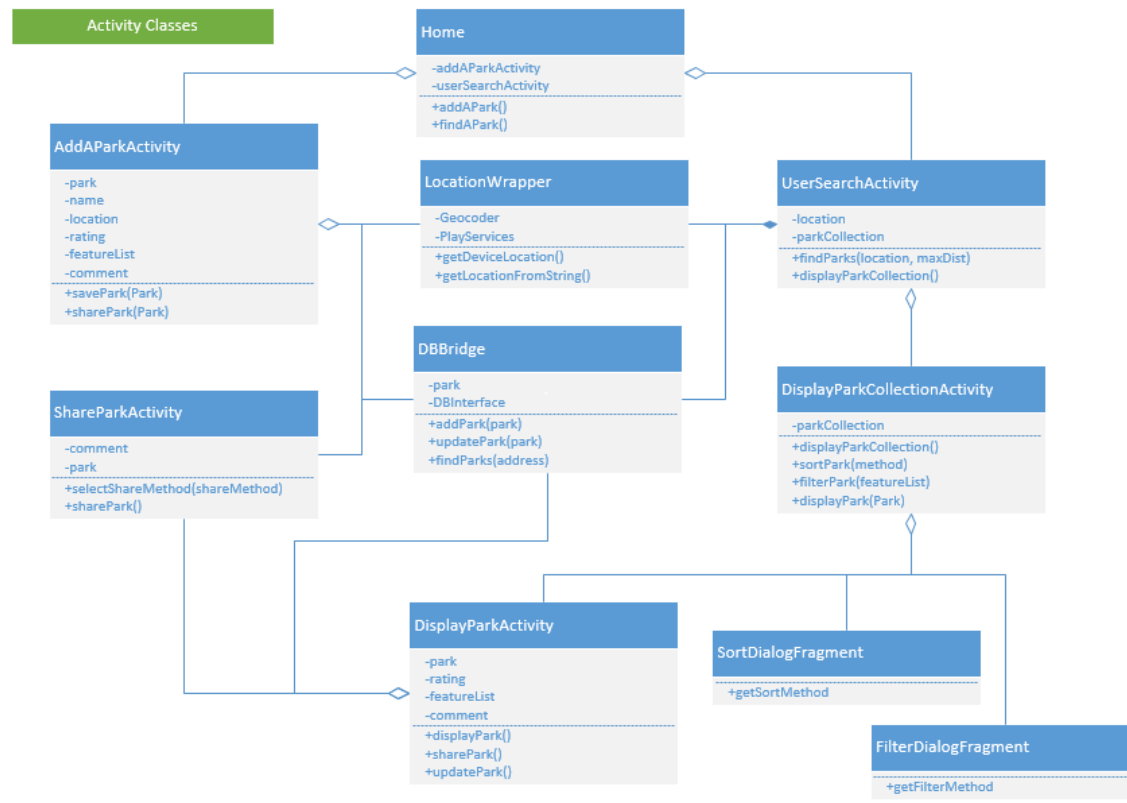 Activity Classes
Home
-addAParkActivity
-userSearchActivity
+addAPark()
+findAPark()
AddAParkActivity
-park
-name
-location
-rating
-featureList
-comment
+savePark(Park)
+sharePark(Park)
LocationWrapper
-Geocoder
-PlayServices
+getDeviceLocation()
+getLocationFromString()
UserSearchActivity
-location
-parkCollection
+findParks(location, maxDist)
+displayParkCollection()
DBBridge
-park
-DBInterface
+addPark(park)
+updatePark(park)
+findParks(address)
ShareParkActivity
-comment
-park
+selectShareMethod(shareMethod)
+sharePark()
DisplayParkCollectionActivity
-parkCollection
+displayParkCollection()
+sortPark(method)
+filterPark(featureList)
+displayPark(Park)
DisplayParkActivity
-park
-rating
-featureList
-comment
+displayPark()
+sharePark()
+updatePark()
SortDialogFragment
+getSortMethod
FilterDialogFragment
+getFilterMethod